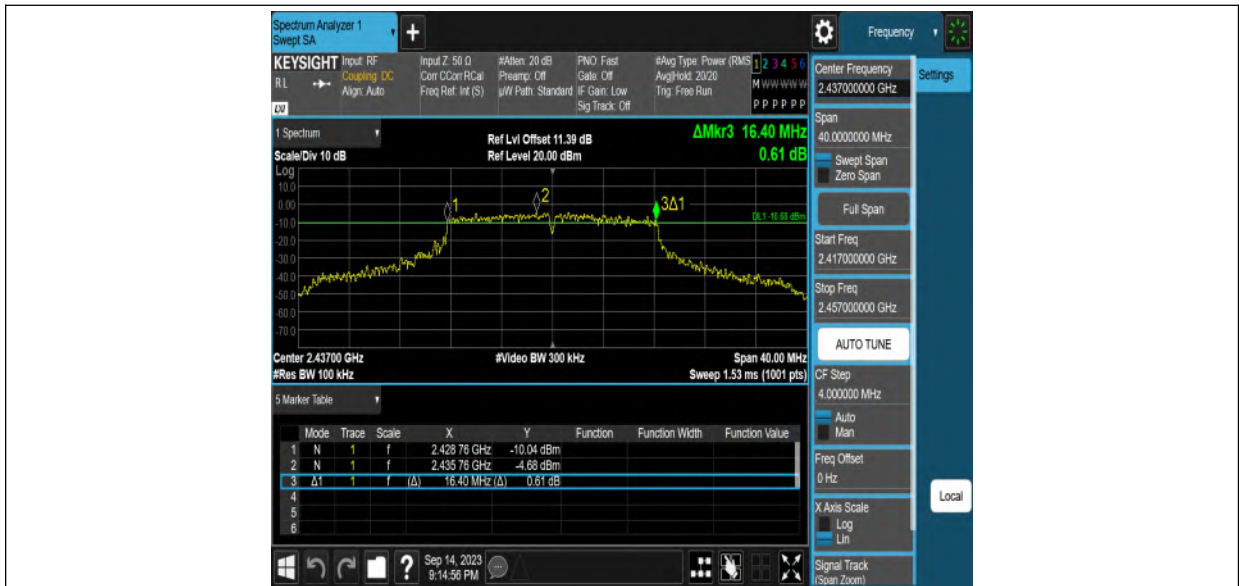 Spectrum Analyzer 1
Swept SA
+
Frequency
KEYSIGHT
RL
LXI
Input: RF
Coupling: DC
Align: Auto
Input Z: 50 Ω
Corr CCorr RCal
Freq Ref: Int (S)
#Atten: 20 dB
Preamp: Off
µW Path: Standard
PNO: Fast
Gate: Off
IF Gain: Low
Sig Track: Off
#Avg Type: Power (RMS
Avg|Hold: 20/20
Trig: Free Run
1 2 3 4 5 6
M W W W W W
P P P P P P
1 Spectrum
Scale/Div 10 dB
Ref Lvl Offset 11.39 dB
Ref Level 20.00 dBm
ΔMkr3 16.40 MHz
0.61 dB
Log
10.0
0.00
-10.0
-20.0
-30.0
-40.0
-50.0
-60.0
-70.0
1
2
3Δ1
DL1 -10.68 dBm
Center 2.43700 GHz
#Res BW 100 kHz
#Video BW 300 kHz
Span 40.00 MHz
Sweep 1.53 ms (1001 pts)
5 Marker Table
Mode Trace Scale X Y Function Function Width Function Value
1 N 1 f 2.428 76 GHz -10.04 dBm
2 N 1 f 2.435 76 GHz -4.68 dBm
3 Δ1 1 f (Δ) 16.40 MHz (Δ) 0.61 dB
4
5
6
?
Sep 14, 2023
9:14:56 PM
Center Frequency
2.437000000 GHz
Span
40.0000000 MHz
Swept Span
Zero Span
Full Span
Start Freq
2.417000000 GHz
Stop Freq
2.457000000 GHz
AUTO TUNE
CF Step
4.000000 MHz
Auto
Man
Freq Offset
0 Hz
X Axis Scale
Log
Lin
Signal Track
(Span Zoom)
Settings
Local